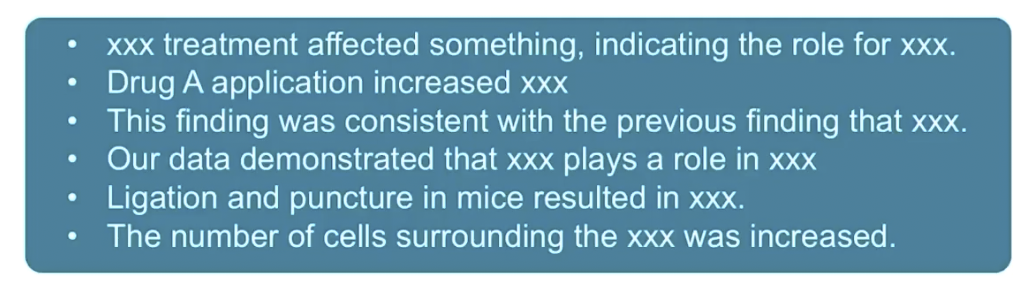 • xxx treatment affected something, indicating the role for xxx.
• Drug A application increased xxx
• This finding was consistent with the previous finding that xxx.
• Our data demonstrated that xxx plays a role in xxx
• Ligation and puncture in mice resulted in xxx.
• The number of cells surrounding the xxx was increased.